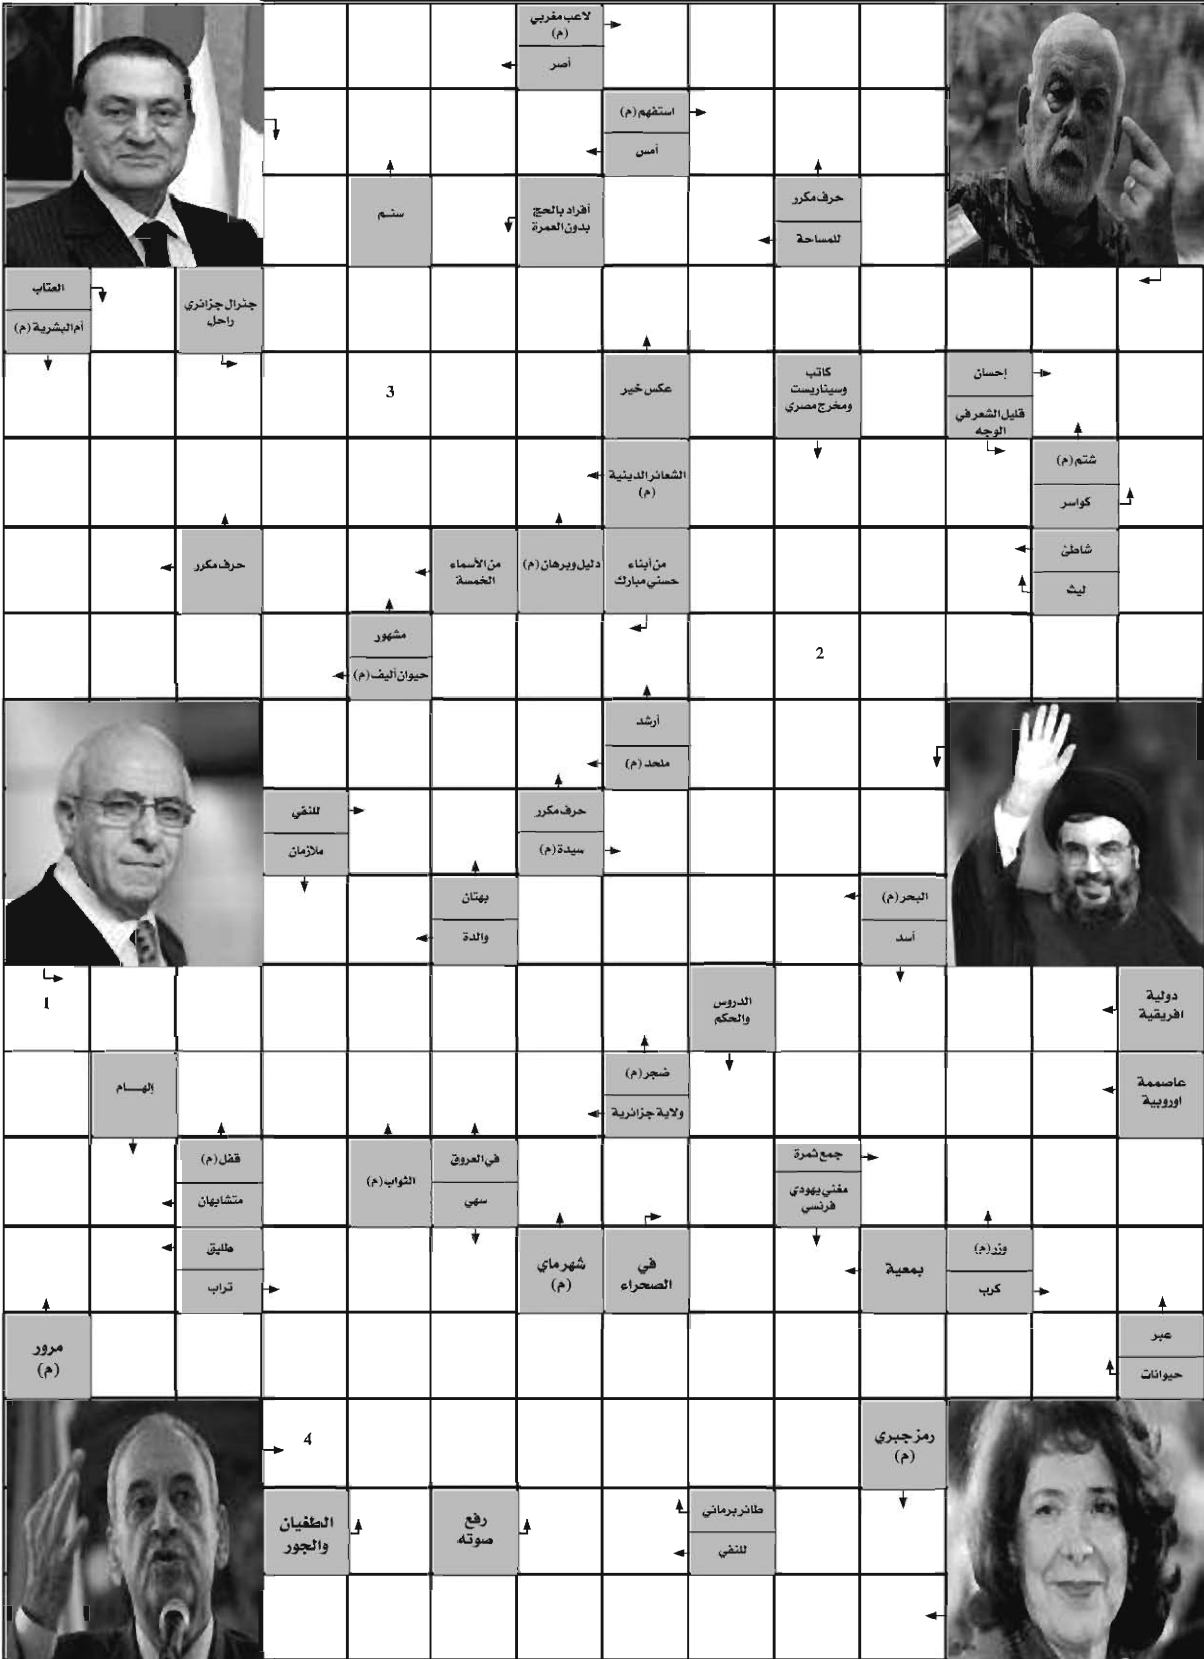 لاعب مغربي
(م)
أصر
استفهم (م)
أمس
حرف مكرر
للمساحة
أفراد بالحج
بدون العمرة
سنم
جنرال جزائري
راحل
العتاب
أم البشرية (م)
إحسان
قليل الشعر في
الوجه
كاتب
وسيناريست
ومخرج مصري
عكس خير
3
شتم (م)
كواسر
الشعائر الدينية
(م)
شاطئ
ليث
من أبناء
حسني مبارك
دليل وبرهان (م)
من الأسماء
الخمسة
حرف مكرر
2
مشهور
حيوان أليف (م)
أرشد
ملحد (م)
حرف مكرر
سيدة (م)
للنفي
ملازمان
البحر (م)
أسد
بهتان
والدة
دولية
افريقية
الدروس
والحكم
1
عاصممة
اوروبية
ضجر (م)
ولاية جزائرية
إلهــام
جمع ثمرة
مغني يهودي
فرنسي
في العروق
سهي
الثواب (م)
قفل (م)
متشابهان
وزر (م)
كرب
بمعية
في
الصحراء
شهر ماي
(م)
طليق
تراب
عبر
حيوانات
مرور
(م)
رمز جبري
(م)
4
طائر برماني
للنفي
رفع
صوته
الطغيان
والجور